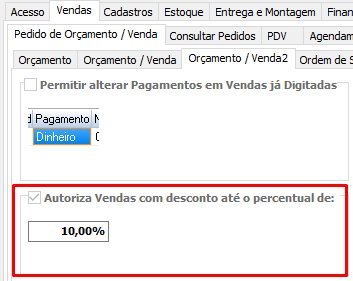 Acesso Vendas Cadastros Estoque Entrega e Montagem Finan
Pedido de Orçamento / Venda Consultar Pedidos PDV Agendam
Orçamento Orçamento / Venda Orçamento / Venda2 Ordem de S
Permitir alterar Pagamentos em Vendas já Digitadas
Pagamento
Dinheiro
Autoriza Vendas com desconto até o percentual de:
10,00%